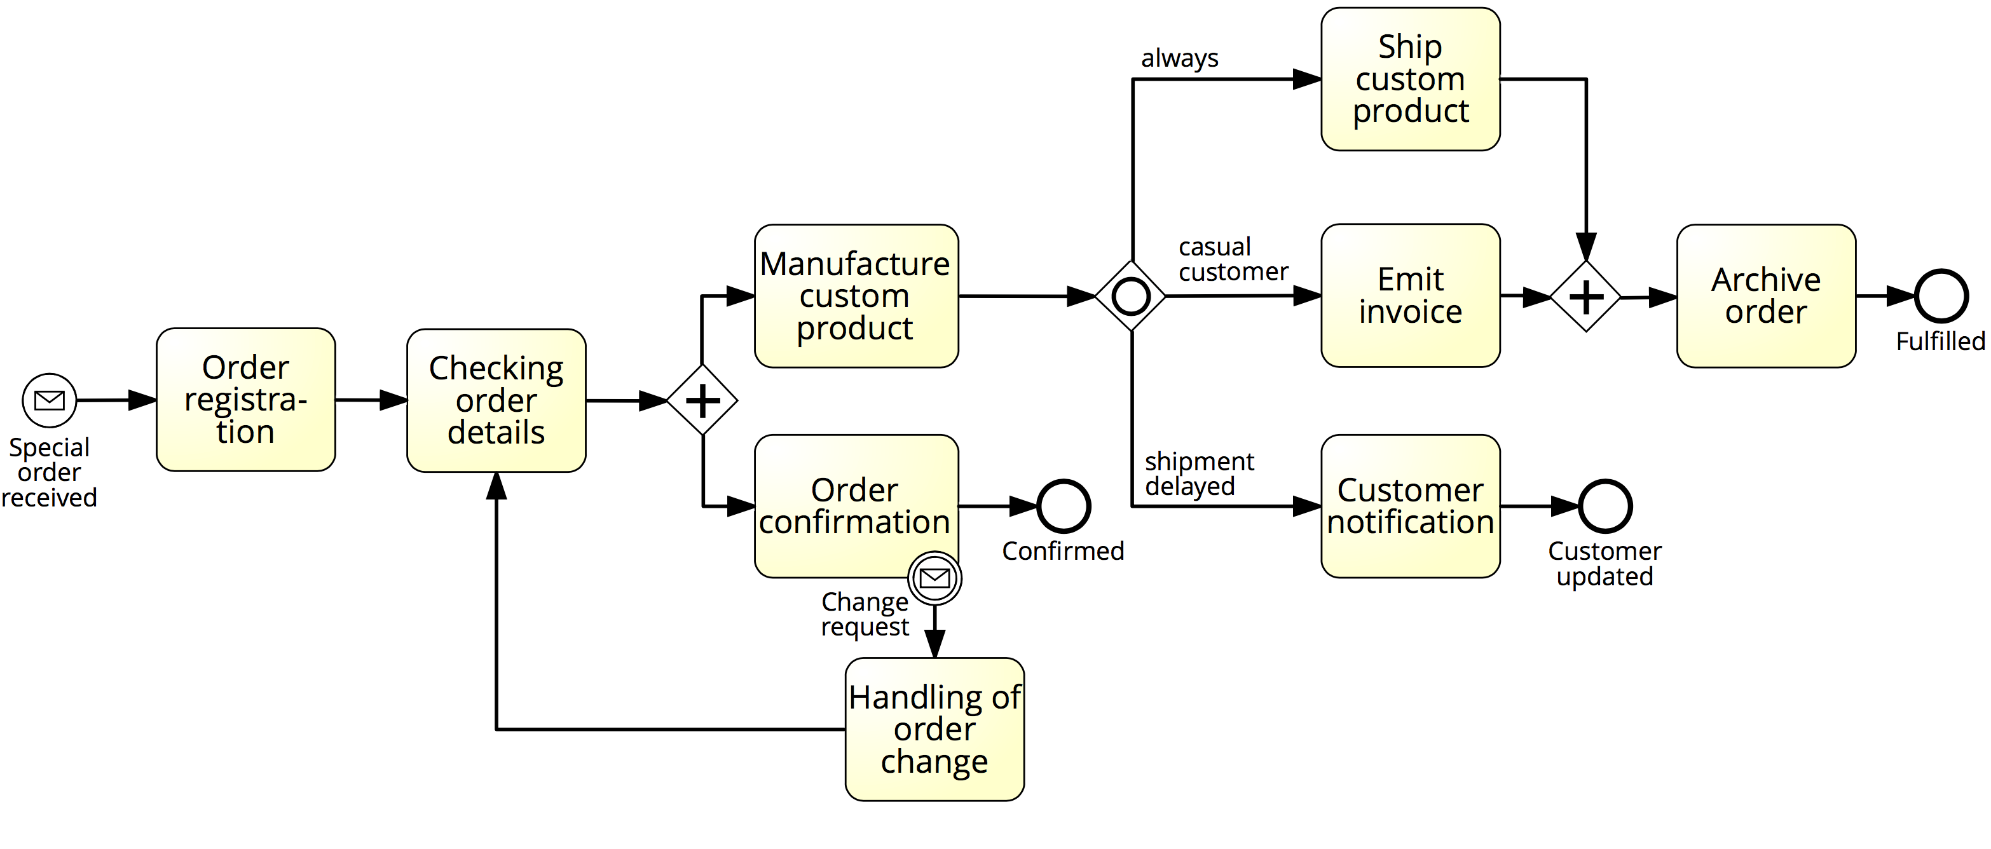 Special
order
received
Order
registra-
tion
Checking
order
details
Manufacture
custom
product
Order
confirmation
Change
request
Handling of
order
change
Confirmed
always
casual
customer
shipment
delayed
Ship
custom
product
Emit
invoice
Customer
notification
Customer
updated
Archive
order
Fulfilled